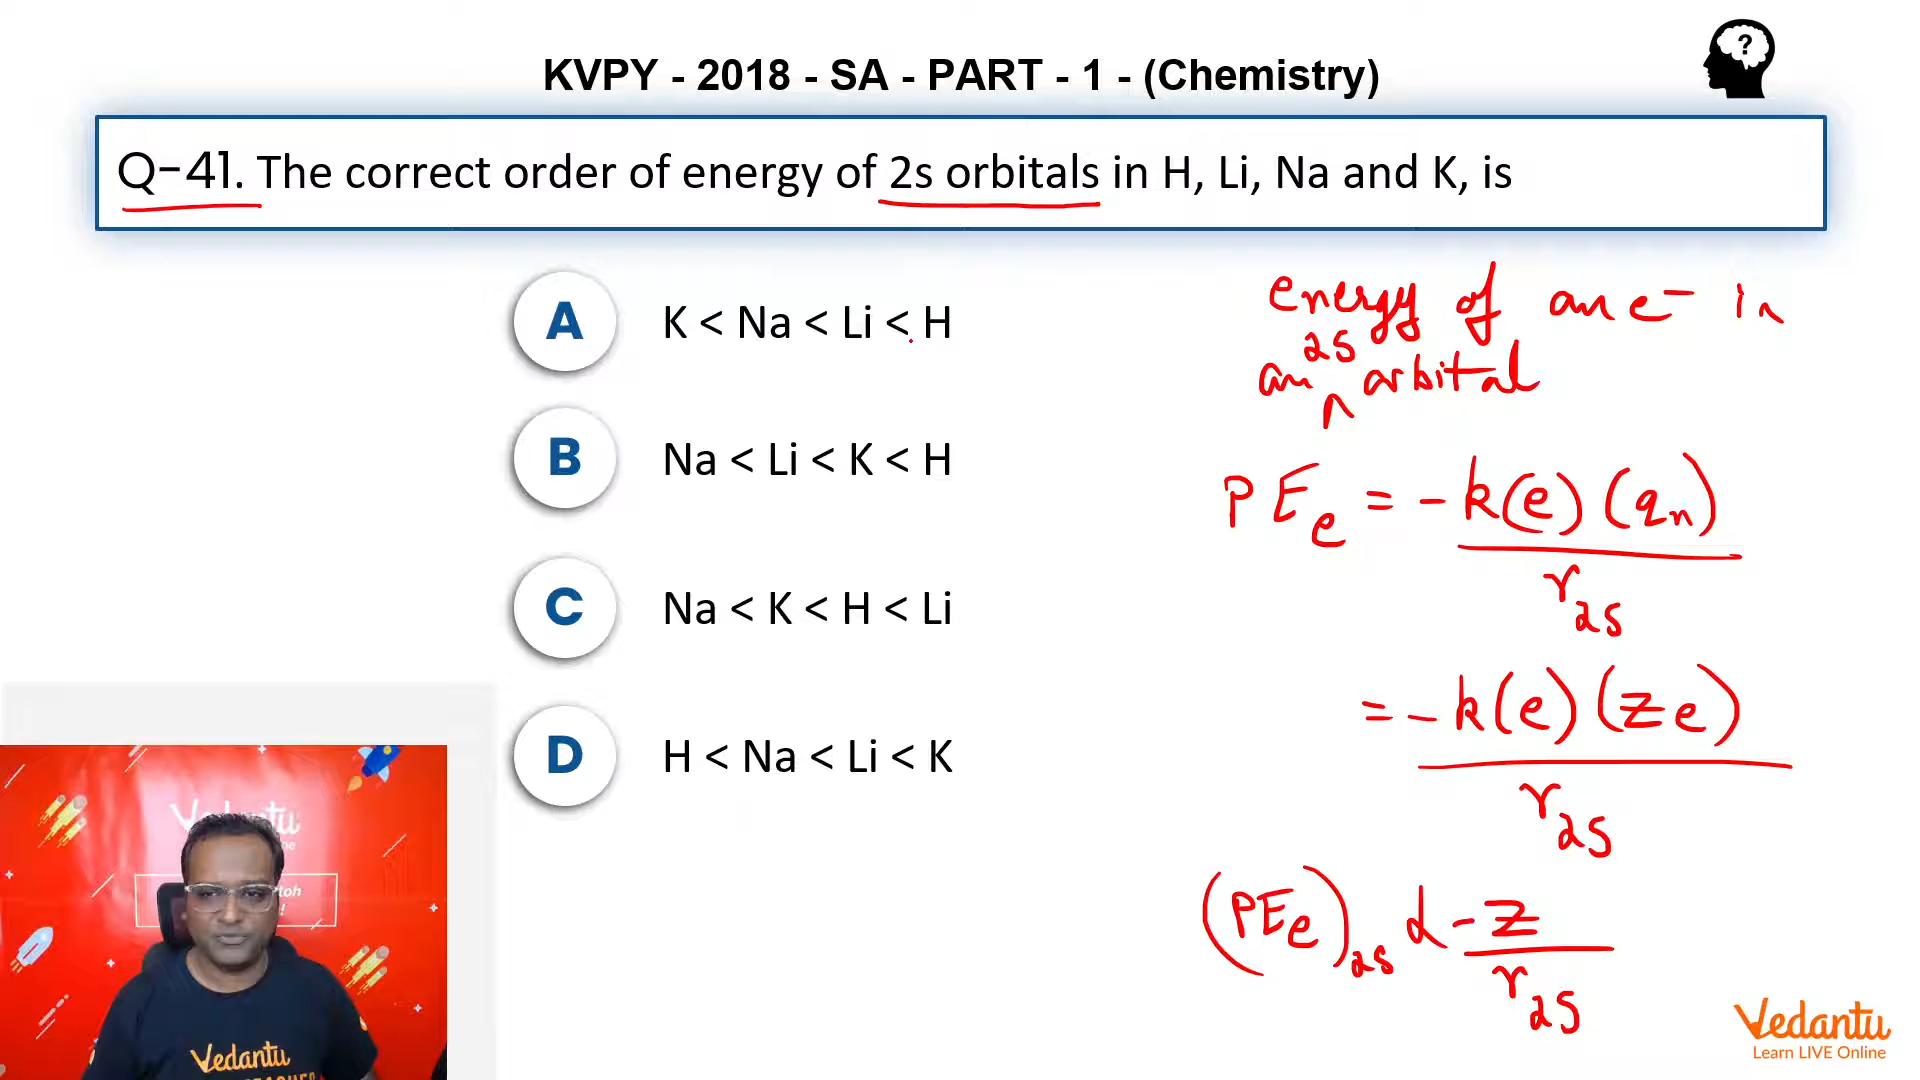 KVPY - 2018 - SA - PART - 1 - (Chemistry)
?
Q-41. The correct order of energy of 2s orbitals in H, Li, Na and K, is
A K < Na < Li < H
B Na < Li < K < H
C Na < K < H < Li
D H < Na < Li < K
energy of an e- in
an 2s orbital
PEe = -k(e)(qn)
r2s
= -k(e)(ze)
r2s
(PEe)2s α -z
r2s
Vedantu
Vedantu
Learn LIVE Online